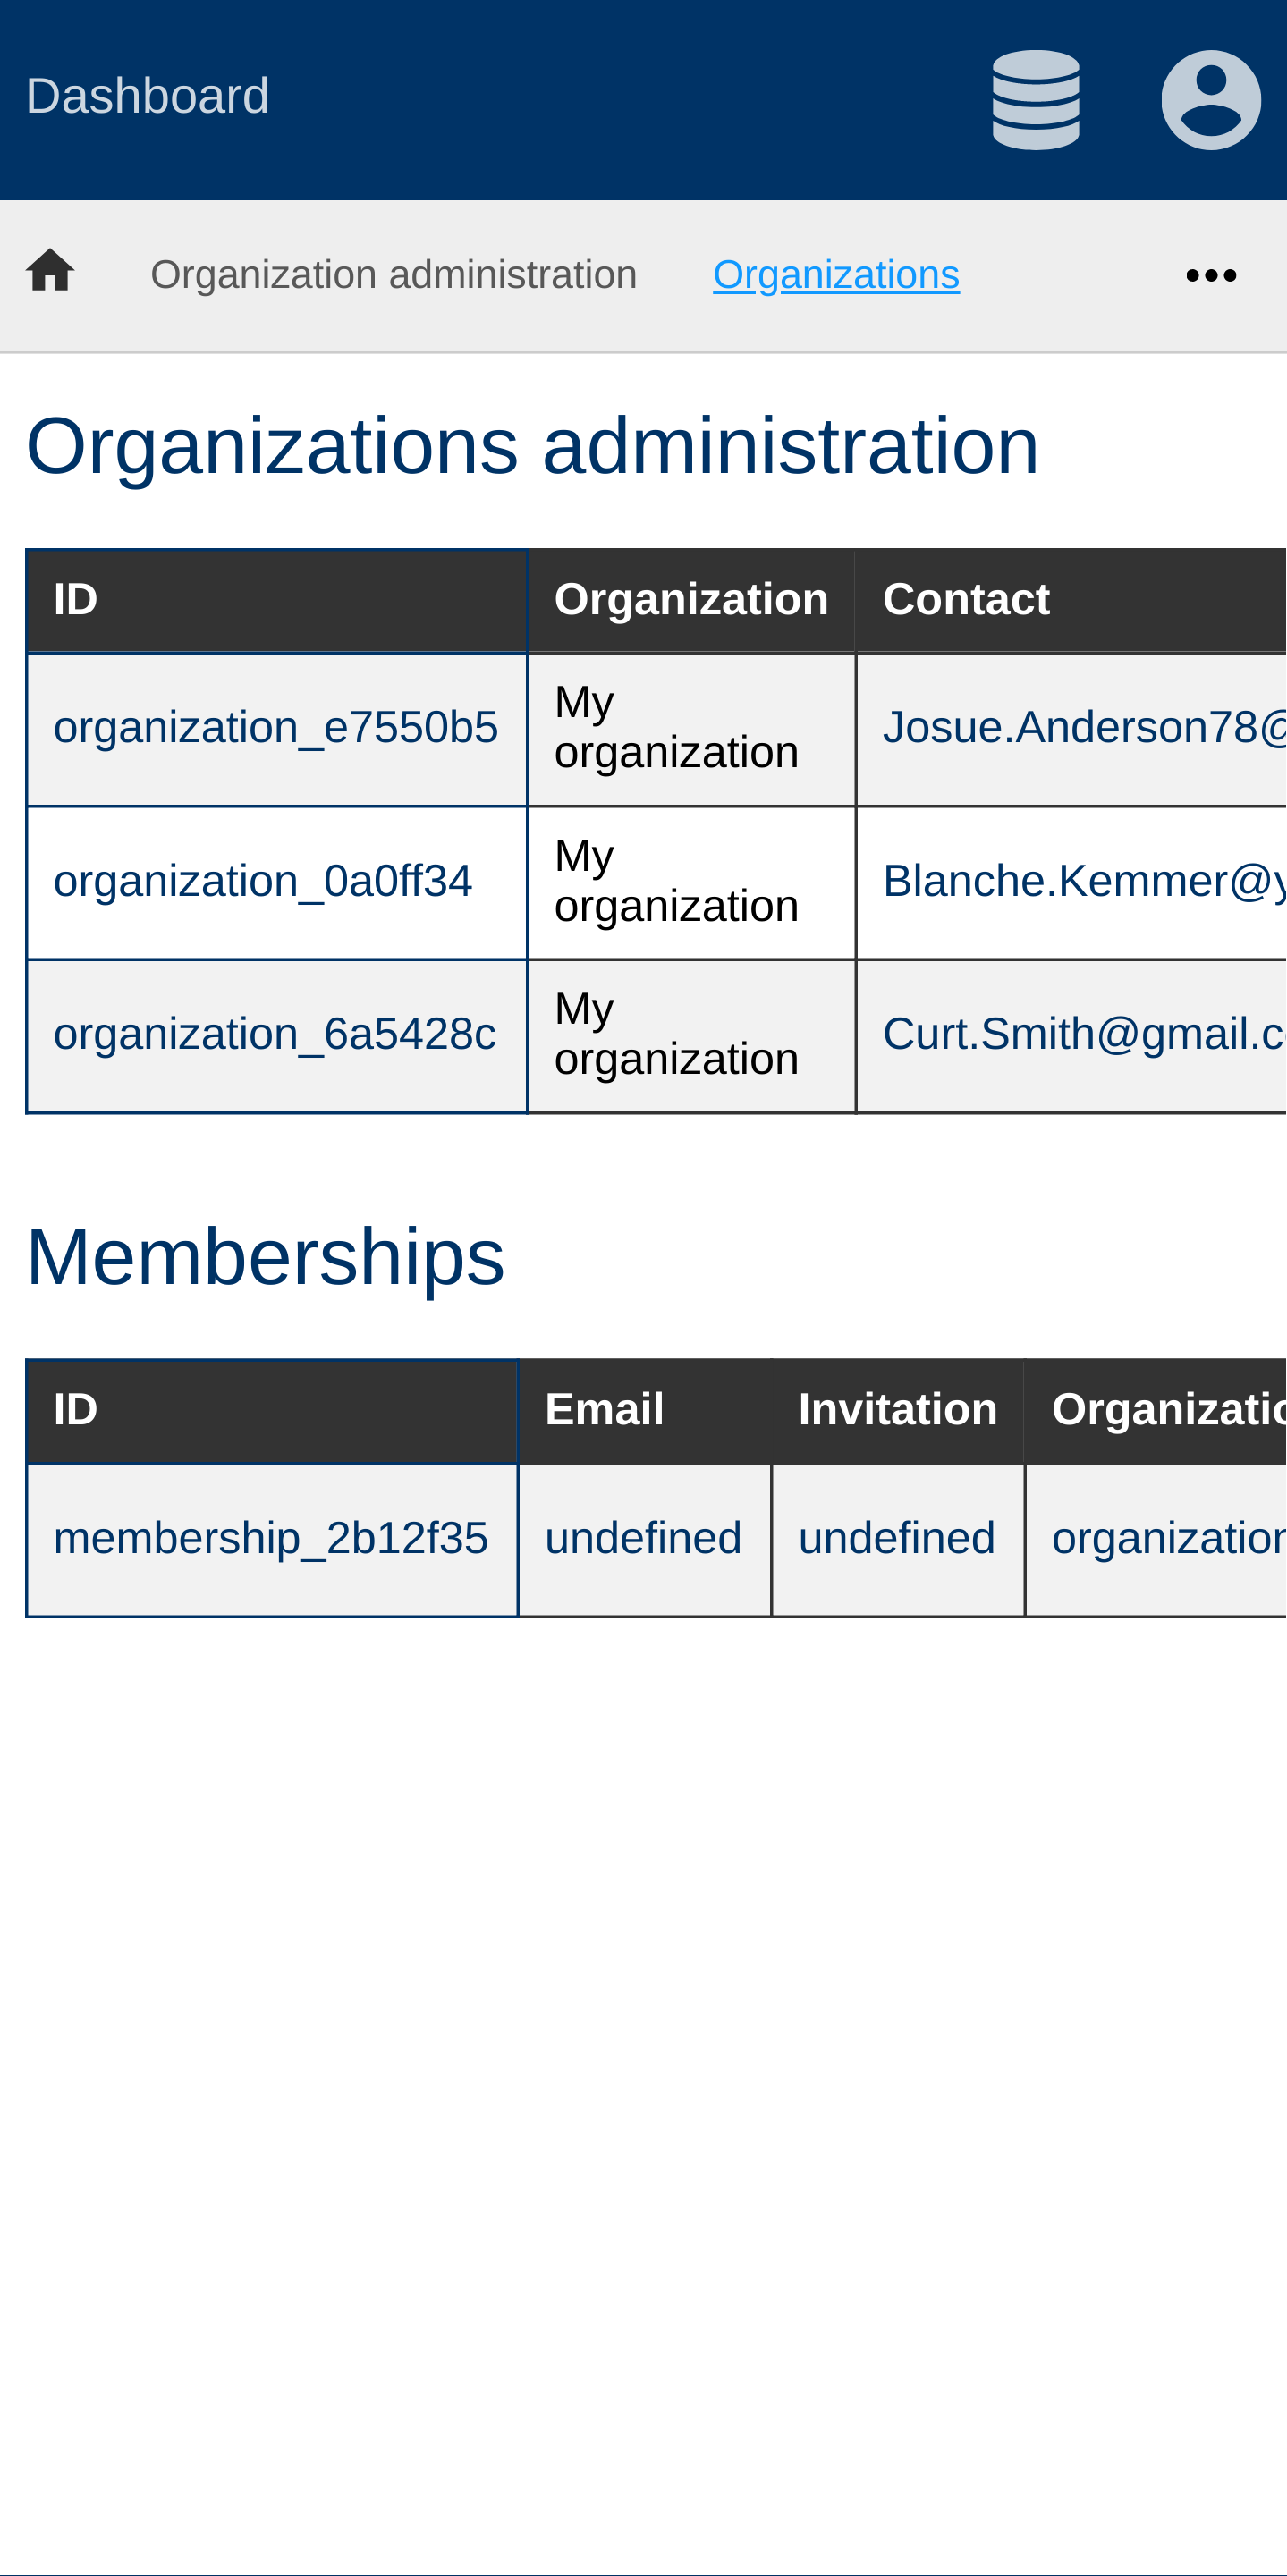 Dashboard
Organization administration Organizations
Organizations administration
ID Organization Contact
organization_e7550b5 My organization Josue.Anderson78@
organization_0a0ff34 My organization Blanche.Kemmer@y
organization_6a5428c My organization Curt.Smith@gmail.c
Memberships
ID Email Invitation Organizatio
membership_2b12f35 undefined undefined organization